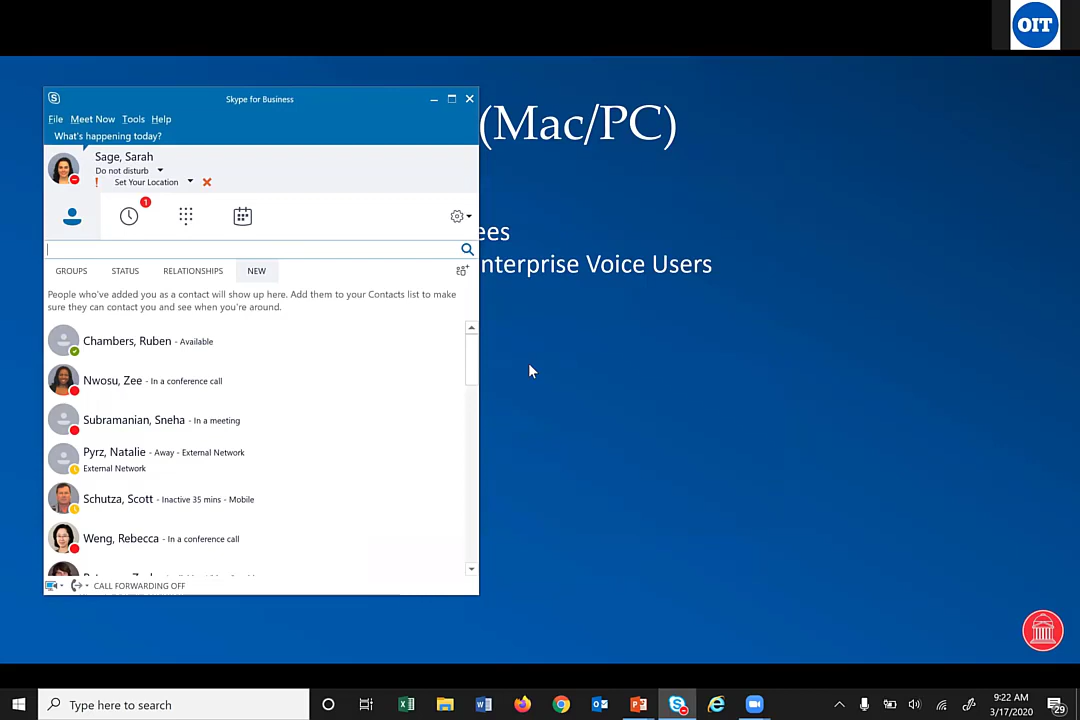 OIT
Skype for Business
(Mac/PC)
File Meet Now Tools Help
What's happening today?
Sage, Sarah
Do not disturb
Set Your Location
1
ees
nterprise Voice Users
GROUPS STATUS RELATIONSHIPS NEW
People who've added you as a contact will show up here. Add them to your Contacts list to make
sure they can contact you and see when you're around.
Chambers, Ruben - Available
Nwosu, Zee - In a conference call
Subramanian, Sneha - In a meeting
Pyrz, Natalie - Away - External Network
External Network
Schutza, Scott - Inactive 35 mins - Mobile
Weng, Rebecca - In a conference call
CALL FORWARDING OFF
Type here to search
9:22 AM
3/17/2020
29